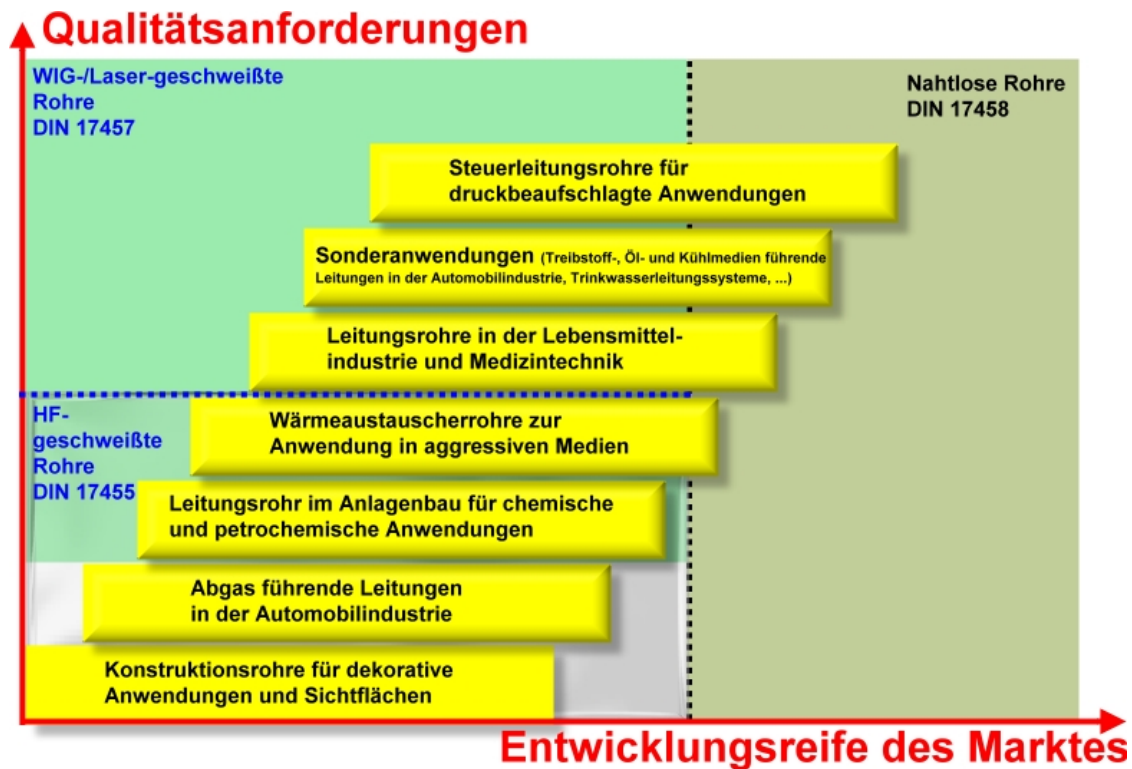 Qualitätsanforderungen
WIG-/Laser-geschweißte
Rohre
DIN 17457
Nahtlose Rohre
DIN 17458
Steuerleitungsrohre für
druckbeaufschlagte Anwendungen
Sonderanwendungen (Treibstoff-, Öl- und Kühlmedien führende
Leitungen in der Automobilindustrie, Trinkwasserleitungssysteme, ...)
Leitungsrohre in der Lebensmittel-
industrie und Medizintechnik
HF-
geschweißte
Rohre
DIN 17455
Wärmeaustauscherrohre zur
Anwendung in aggressiven Medien
Leitungsrohr im Anlagenbau für chemische
und petrochemische Anwendungen
Abgas führende Leitungen
in der Automobilindustrie
Konstruktionsrohre für dekorative
Anwendungen und Sichtflächen
Entwicklungsreife des Marktes